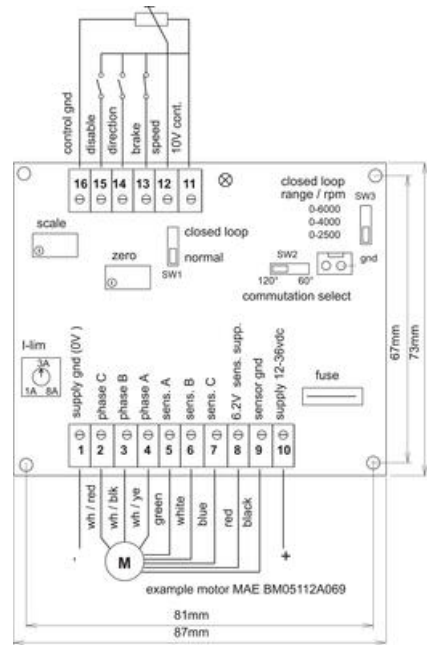 control gnd
disable
direction
brake
speed
10V cont.
16 15 14 13 12 11
scale
zero
closed loop
normal
SW1
closed loop
range / rpm
0-6000
0-4000
0-2500
SW3
SW2
gnd
120° 60°
commutation select
I-lim
3A
1A 8A
fuse
supply gnd (0V )
phase C
phase B
phase A
sens. A
sens. B
sens. C
6.2V sens. supp.
sensor gnd
supply 12-36vdc
1 2 3 4 5 6 7 8 9 10
wh / red
wh / blk
wh / ye
green
white
blue
red
black
- M +
example motor MAE BM05112A069
67mm
73mm
81mm
87mm